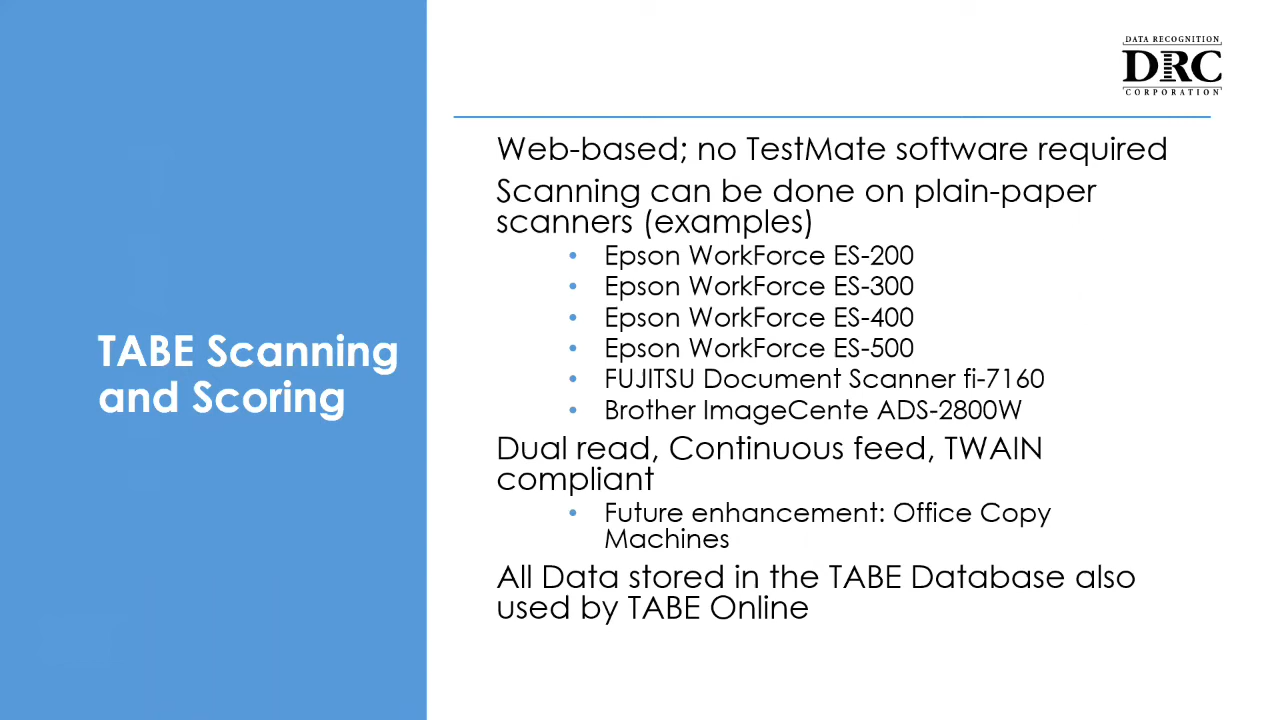 DATA RECOGNITION
DRC
CORPORATION
TABE Scanning
and Scoring
Web-based; no TestMate software required
Scanning can be done on plain-paper
scanners (examples)
• Epson WorkForce ES-200
• Epson WorkForce ES-300
• Epson WorkForce ES-400
• Epson WorkForce ES-500
• FUJITSU Document Scanner fi-7160
• Brother ImageCente ADS-2800W
Dual read, Continuous feed, TWAIN
compliant
• Future enhancement: Office Copy
Machines
All Data stored in the TABE Database also
used by TABE Online